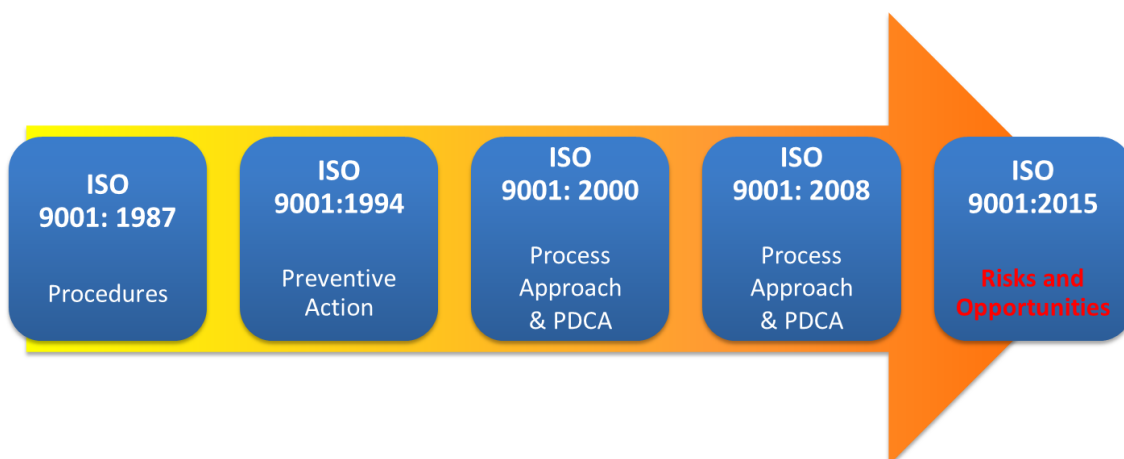 ISO
9001: 1987
Procedures
ISO
9001:1994
Preventive
Action
ISO
9001: 2000
Process
Approach
& PDCA
ISO
9001: 2008
Process
Approach
& PDCA
ISO
9001:2015
Risks and
Opportunities